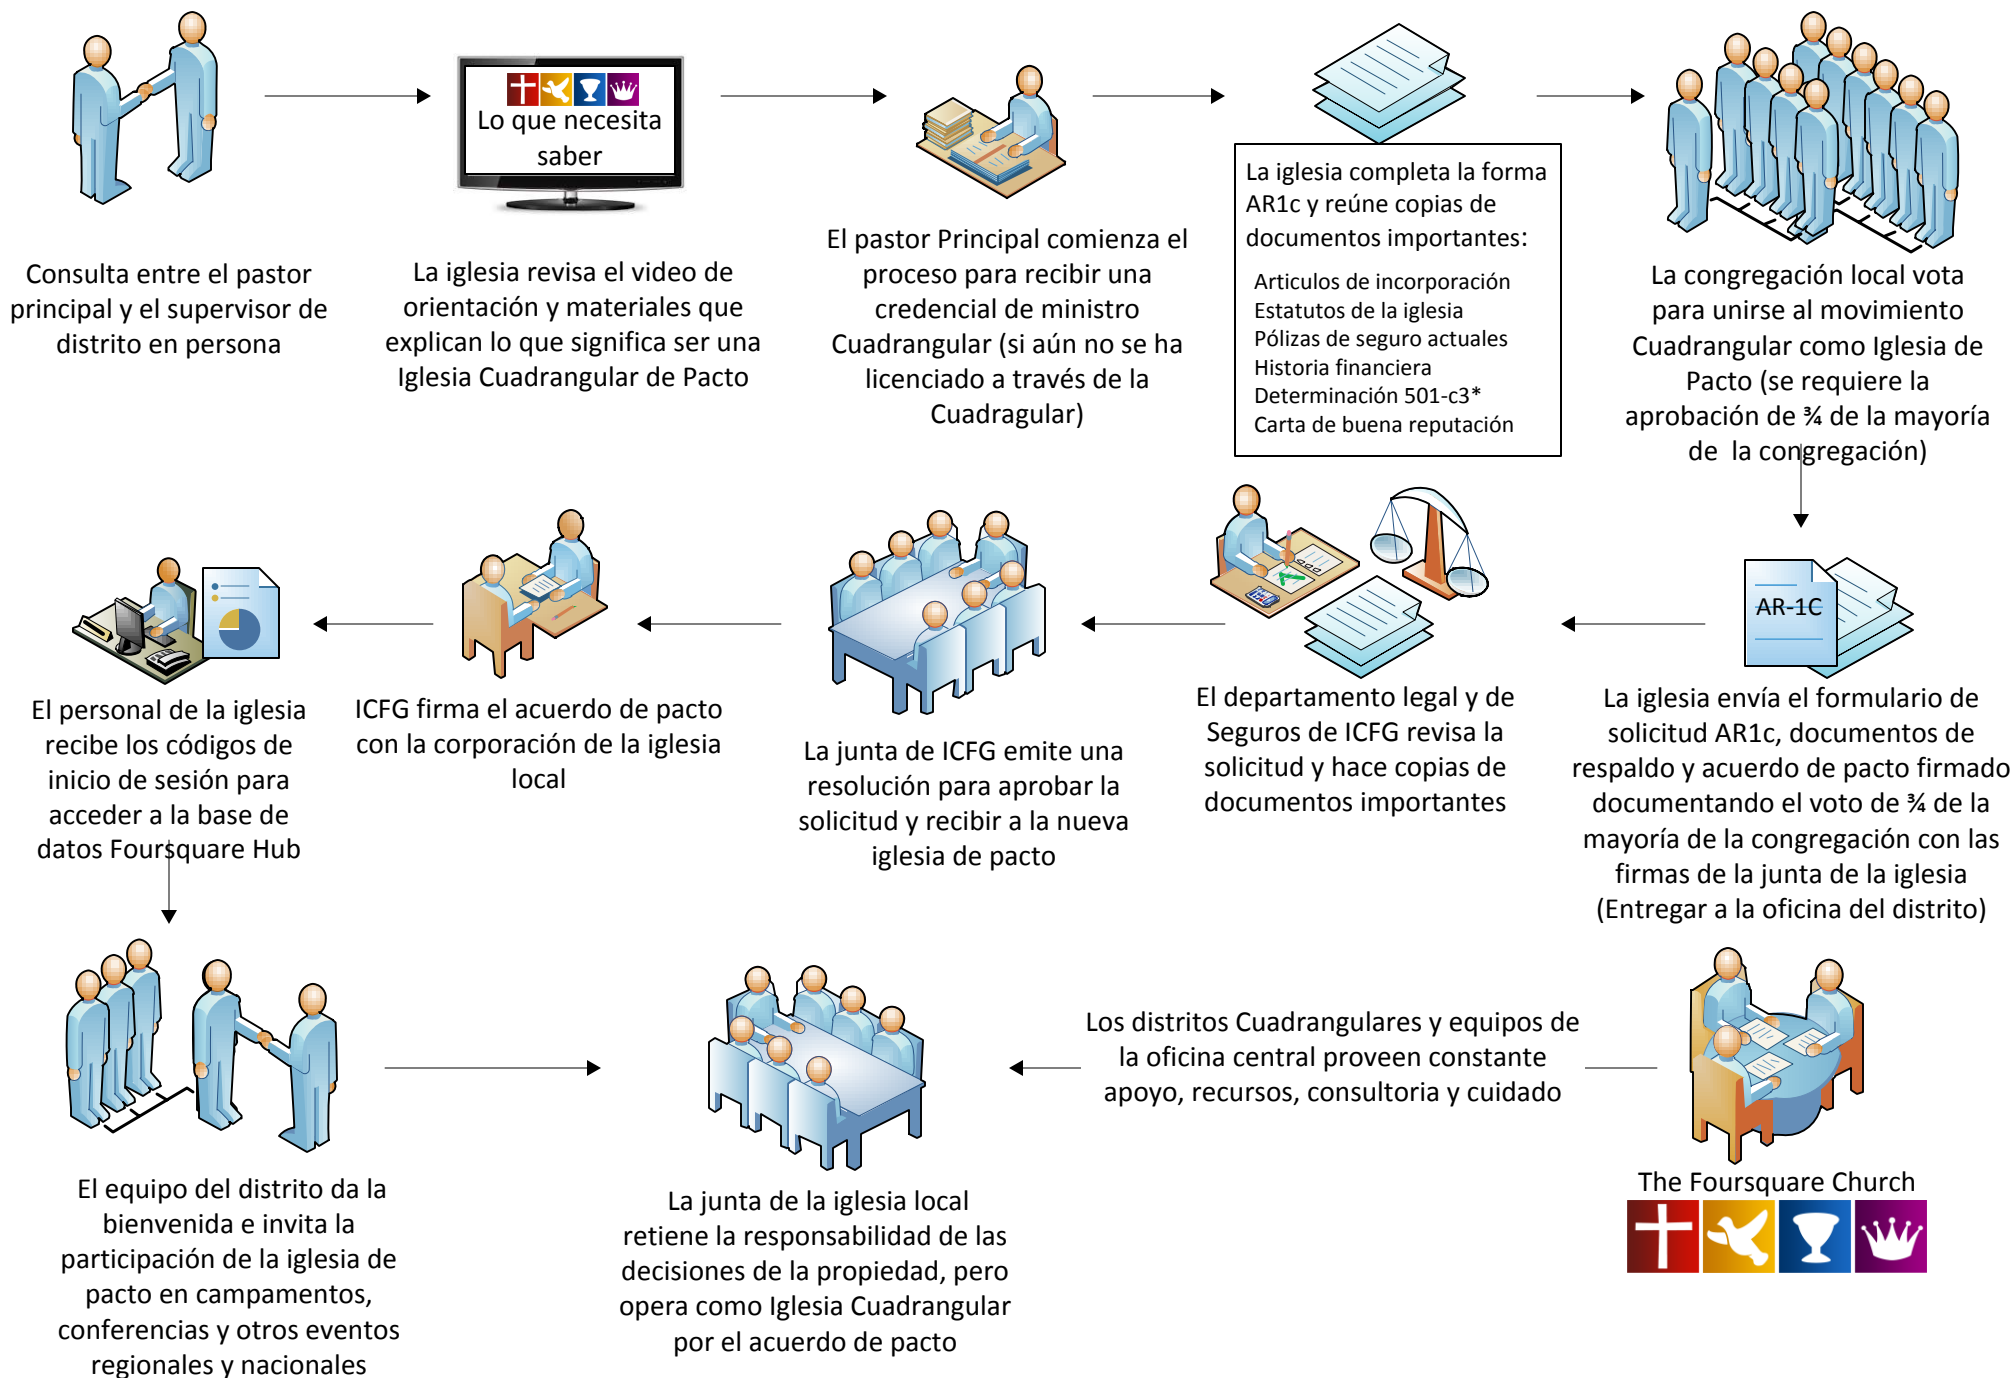 Lo que necesita
saber
Consulta entre el pastor
principal y el supervisor de
distrito en persona
La iglesia revisa el video de
orientación y materiales que
explican lo que significa ser una
Iglesia Cuadrangular de Pacto
El pastor Principal comienza el
proceso para recibir una
credencial de ministro
Cuadrangular (si aún no se ha
licenciado a través de la
Cuadragular)
La iglesia completa la forma
AR1c y reúne copias de
documentos importantes:
Articulos de incorporación
Estatutos de la iglesia
Pólizas de seguro actuales
Historia financiera
Determinación 501-c3*
Carta de buena reputación
La congregación local vota
para unirse al movimiento
Cuadrangular como Iglesia de
Pacto (se requiere la
aprobación de ¾ de la mayoría
de la congregación)
AR-1C
La iglesia envía el formulario de
solicitud AR1c, documentos de
respaldo y acuerdo de pacto firmado
documentando el voto de ¾ de la
mayoría de la congregación con las
firmas de la junta de la iglesia
(Entregar a la oficina del distrito)
El departamento legal y de
Seguros de ICFG revisa la
solicitud y hace copias de
documentos importantes
La junta de ICFG emite una
resolución para aprobar la
solicitud y recibir a la nueva
iglesia de pacto
ICFG firma el acuerdo de pacto
con la corporación de la iglesia
local
El personal de la iglesia
recibe los códigos de
inicio de sesión para
acceder a la base de
datos Foursquare Hub
El equipo del distrito da la
bienvenida e invita la
participación de la iglesia de
pacto en campamentos,
conferencias y otros eventos
regionales y nacionales
La junta de la iglesia local
retiene la responsabilidad de las
decisiones de la propiedad, pero
opera como Iglesia Cuadrangular
por el acuerdo de pacto
Los distritos Cuadrangulares y equipos de
la oficina central proveen constante
apoyo, recursos, consultoria y cuidado
The Foursquare Church